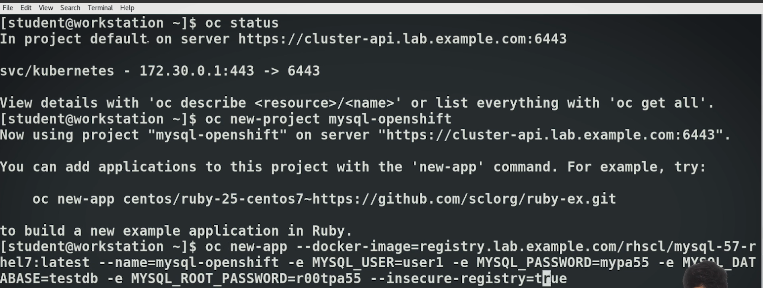 File Edit View Search Terminal Help
[student@workstation ~]$ oc status
In project default on server https://cluster-api.lab.example.com:6443
svc/kubernetes - 172.30.0.1:443 -> 6443
View details with 'oc describe <resource>/<name>' or list everything with 'oc get all'.
[student@workstation ~]$ oc new-project mysql-openshift
Now using project "mysql-openshift" on server "https://cluster-api.lab.example.com:6443".
You can add applications to this project with the 'new-app' command. For example, try:
oc new-app centos/ruby-25-centos7~https://github.com/sclorg/ruby-ex.git
to build a new example application in Ruby.
[student@workstation ~]$ oc new-app --docker-image=registry.lab.example.com/rhscl/mysql-57-r
hel7:latest --name=mysql-openshift -e MYSQL_USER=user1 -e MYSQL_PASSWORD=mypa55 -e MYSQL_DAT
ABASE=testdb -e MYSQL_ROOT_PASSWORD=r00tpa55 --insecure-registry=true